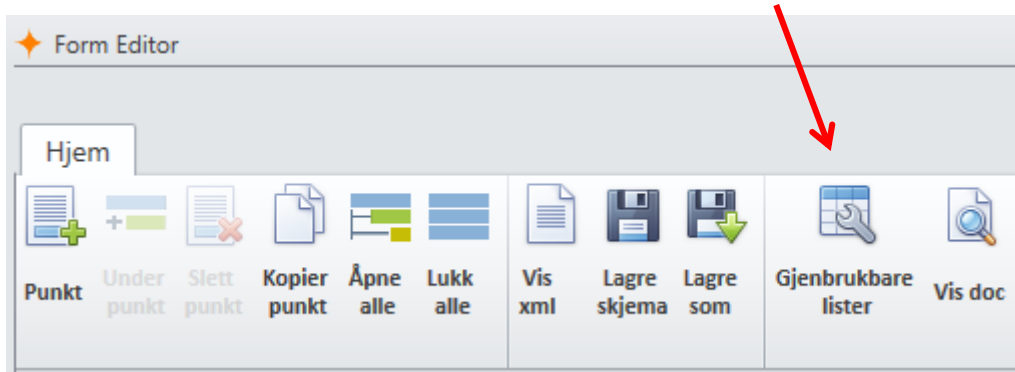 Form Editor
Hjem
Punkt
Under
punkt
Slett
punkt
Kopier
punkt
Åpne
alle
Lukk
alle
Vis
xml
Lagre
skjema
Lagre
som
Gjenbrukbare
lister
Vis doc